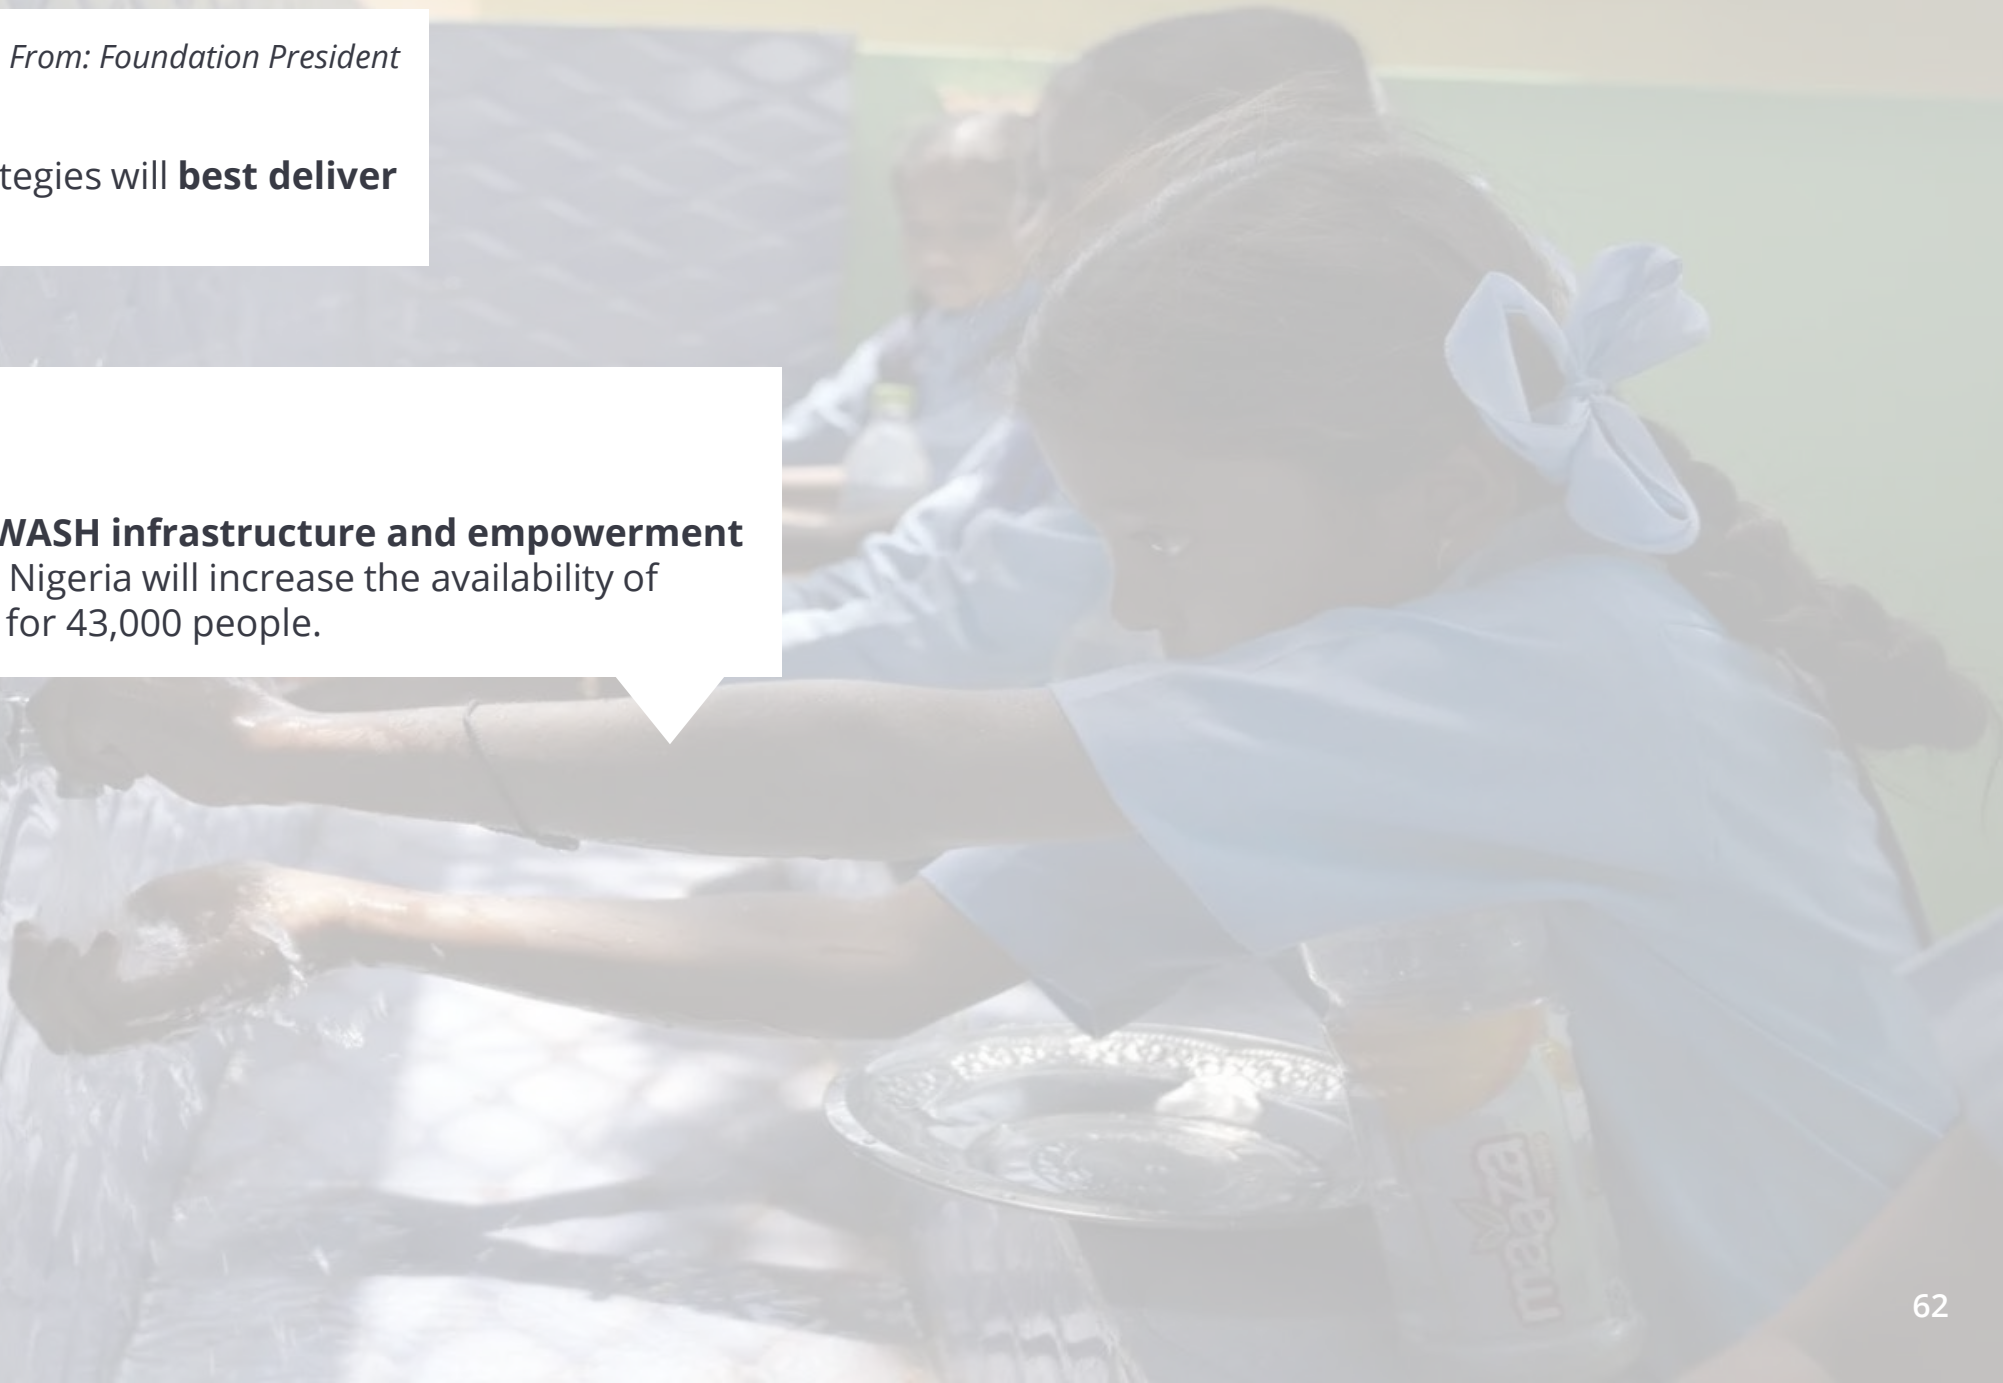 From: Foundation President
tegies will best deliver
WASH infrastructure and empowerment
Nigeria will increase the availability of
for 43,000 people.
maaza
62